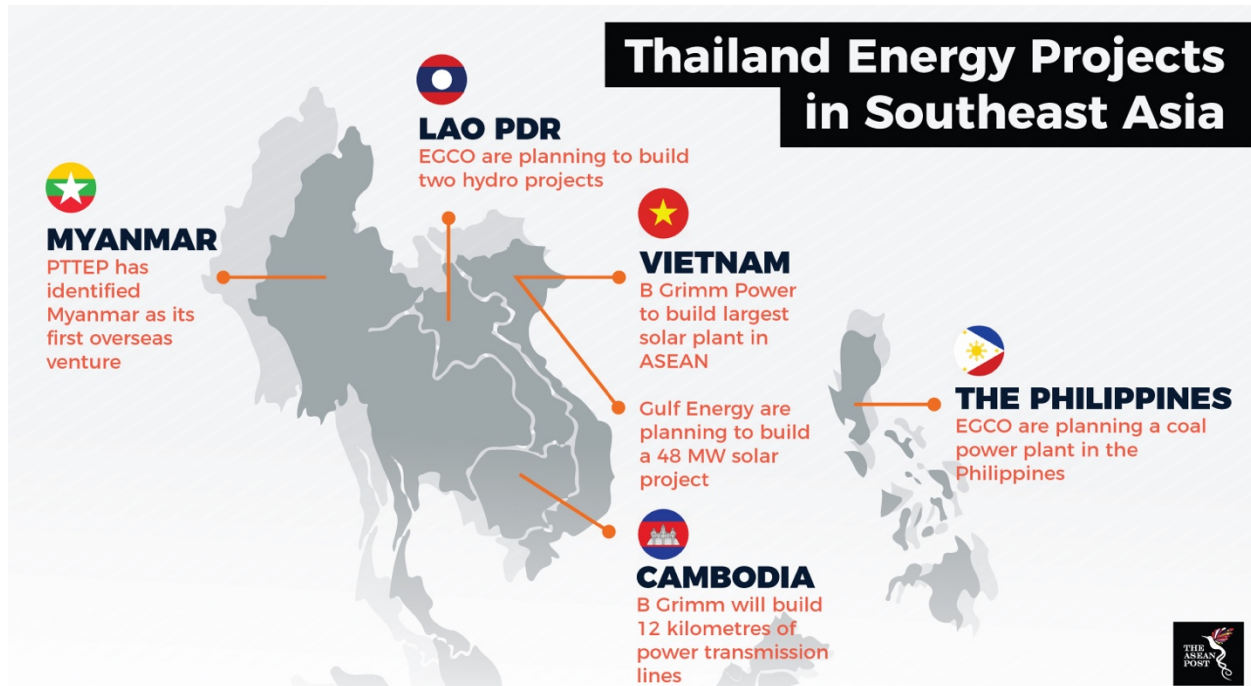 Thailand Energy Projects
in Southeast Asia
LAO PDR
EGCO are planning to build
two hydro projects
MYANMAR
PTTEP has
identified
Myanmar as its
first overseas
venture
VIETNAM
B Grimm Power
to build largest
solar plant in
ASEAN
Gulf Energy are
planning to build
a 48 MW solar
project
THE PHILIPPINES
EGCO are planning a coal
power plant in the
Philippines
CAMBODIA
B Grimm will build
12 kilometres of
power transmission
lines
THE
ASEAN
POST